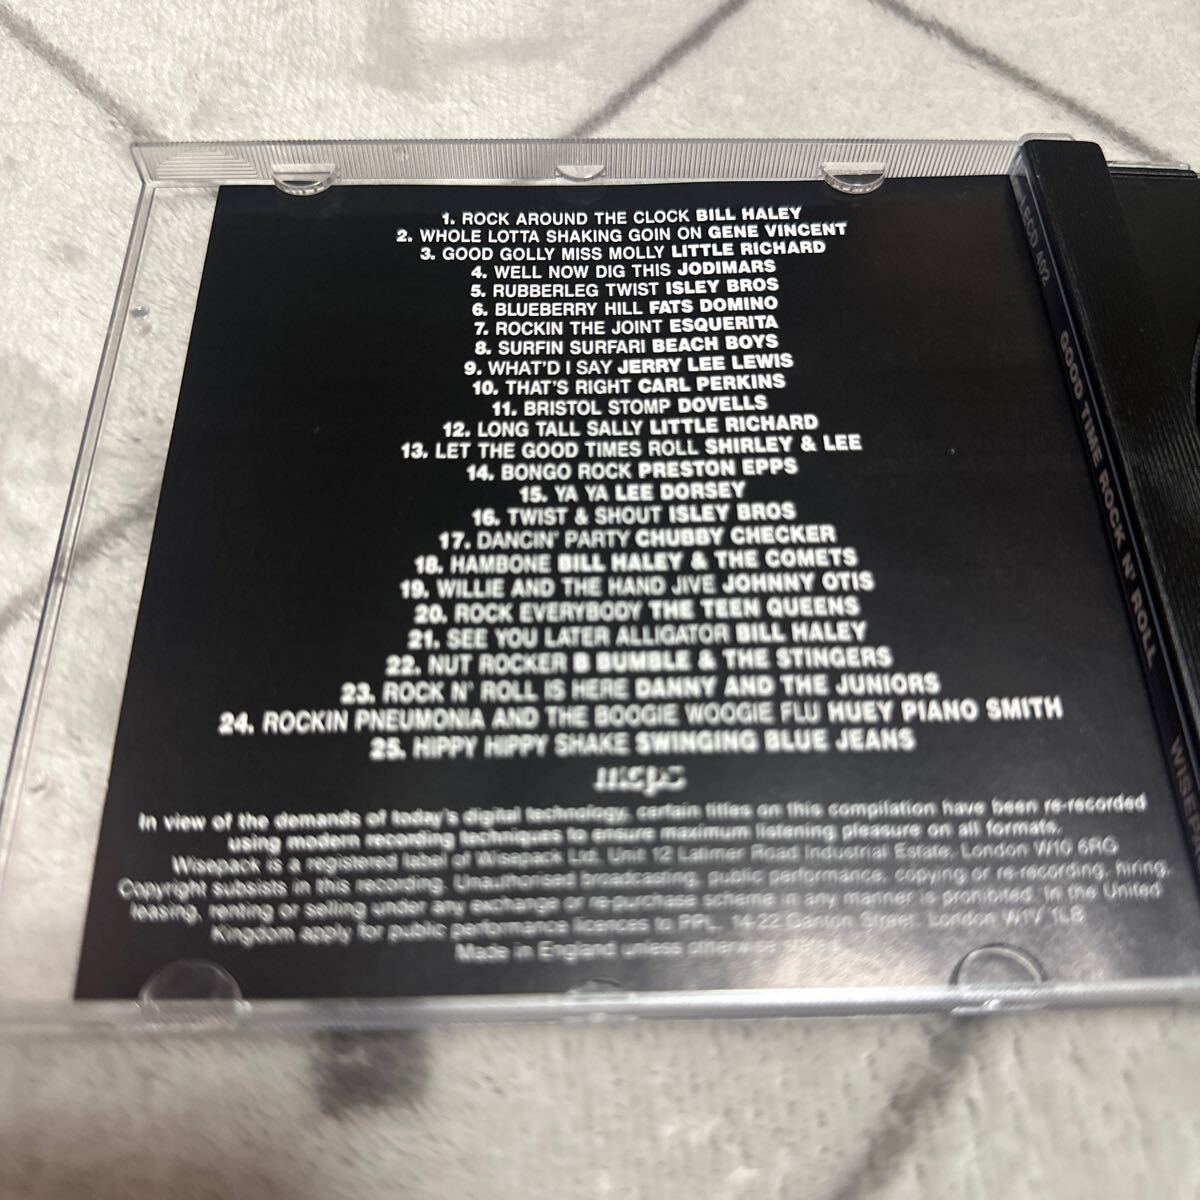 1. ROCK AROUND THE CLOCK BILL HALEY
2. WHOLE LOTTA SHAKING GOIN ON GENE VINCENT
3. GOOD GOLLY MISS MOLLY LITTLE RICHARD
4. WELL NOW DIG THIS JODIMARS
5. RUBBERLEG TWIST ISLEY BROS
6. BLUEBERRY HILL FATS DOMINO
7. ROCKIN THE JOINT ESQUERITA
8. SURFIN SURFARI BEACH BOYS
9. WHAT'D I SAY JERRY LEE LEWIS
10. THAT'S RIGHT CARL PERKINS
11. BRISTOL STOMP DOVELLS
12. LONG TALL SALLY LITTLE RICHARD
13. LET THE GOOD TIMES ROLL SHIRLEY & LEE
14. BONGO ROCK PRESTON EPPS
15. YA YA LEE DORSEY
16. TWIST & SHOUT ISLEY BROS
17. DANCIN' PARTY CHUBBY CHECKER
18. HAMBONE BILL HALEY & THE COMETS
19. WILLIE AND THE HAND JIVE JOHNNY OTIS
20. ROCK EVERYBODY THE TEEN QUEENS
21. SEE YOU LATER ALLIGATOR BILL HALEY
22. NUT ROCKER B BUMBLE & THE STINGERS
23. ROCK N' ROLL IS HERE DANNY AND THE JUNIORS
24. ROCKIN PNEUMONIA AND THE BOOGIE WOOGIE FLU HUEY PIANO SMITH
25. HIPPY HIPPY SHAKE SWINGING BLUE JEANS
mcps
In view of the demands of today's digital technology, certain titles on this compilation have been re-recorded
using modern recording techniques to ensure maximum listening pleasure on all formats.
Wisepack is a registered label of Wisepack Ltd. Unit 12 Latimer Road Industrial Estate, London W10 6RG
Copyright subsists in this recording. Unauthorised broadcasting, public performance, copying or re-recording, hiring,
leasing, renting or selling under any exchange or re-purchase scheme in any manner is prohibited. In the United
Kingdom apply for public performance licences to PPL, 14-22 Ganton Street, London W1V 1LB
Made in England unless otherwise stated
LECD 402 GOOD TIME ROCK N' ROLL